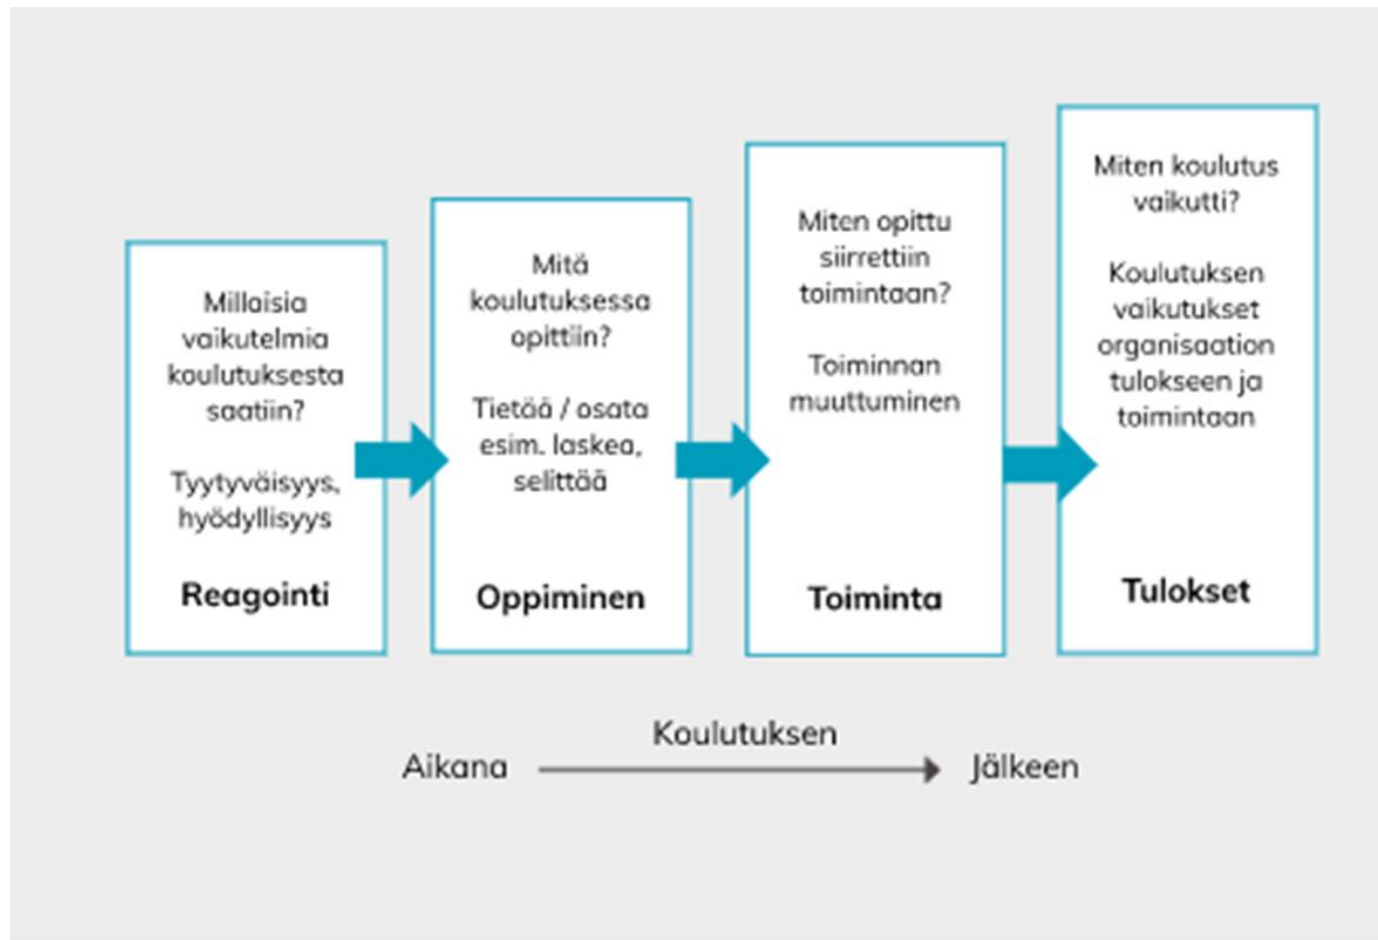 Millaisia
vaikutelmia
koulutuksesta
saatiin?
Tyytyväisyys,
hyödyllisyys
Reagointi
Mitä
koulutuksessa
opittiin?
Tietää / osata
esim. laskea,
selittää
Oppiminen
Miten opittu
siirrettiin
toimintaan?
Toiminnan
muuttuminen
Toiminta
Miten koulutus
vaikutti?
Koulutuksen
vaikutukset
organisaation
tulokseen ja
toimintaan
Tulokset
Koulutuksen
Aikana
Jälkeen